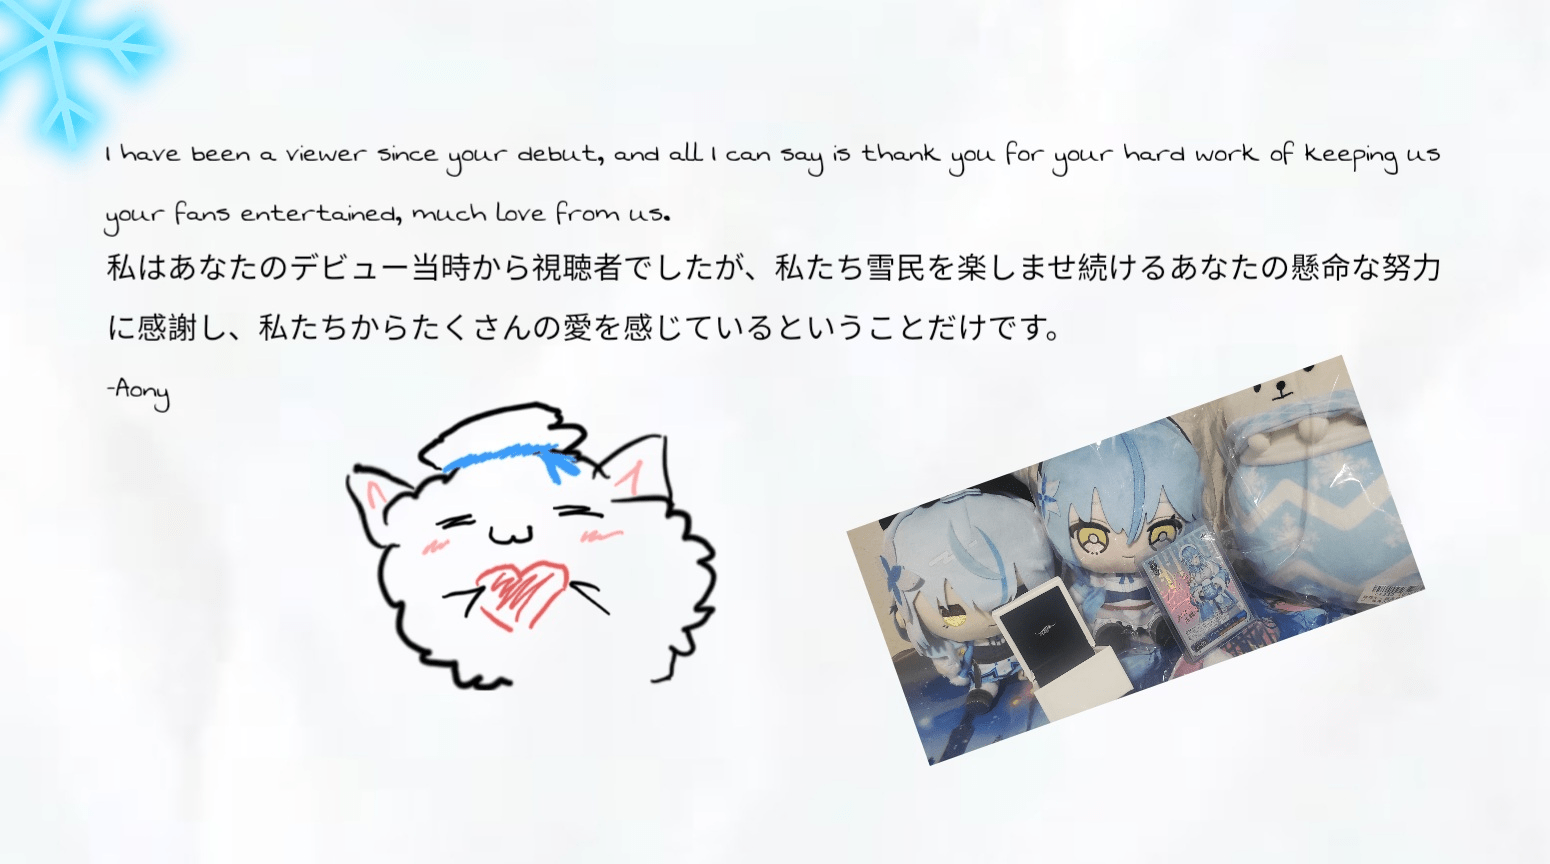 I have been a viewer since your debut, and all I can say is thank you for your hard work of keeping us
your fans entertained, much love from us.
私はあなたのデビュー当時から視聴者でしたが、私たち雪民を楽しませ続けるあなたの懸命な努力
に感謝し、私たちからたくさんの愛を感じているということだけです。
-Aony